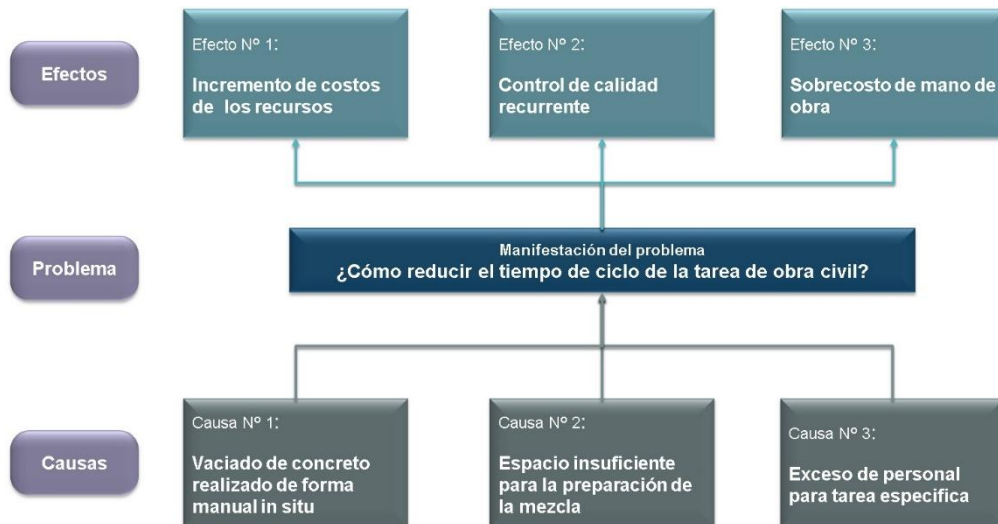 Efectos
Efecto Nº 1:
Incremento de costos
de los recursos
Efecto Nº 2:
Control de calidad
recurrente
Efecto Nº 3:
Sobrecosto de mano de
obra
Problema
Manifestación del problema
¿Cómo reducir el tiempo de ciclo de la tarea de obra civil?
Causas
Causa Nº 1:
Vaciado de concreto
realizado de forma
manual in situ
Causa Nº 2:
Espacio insuficiente
para la preparación de
la mezcla
Causa Nº 3:
Exceso de personal
para tarea especifica